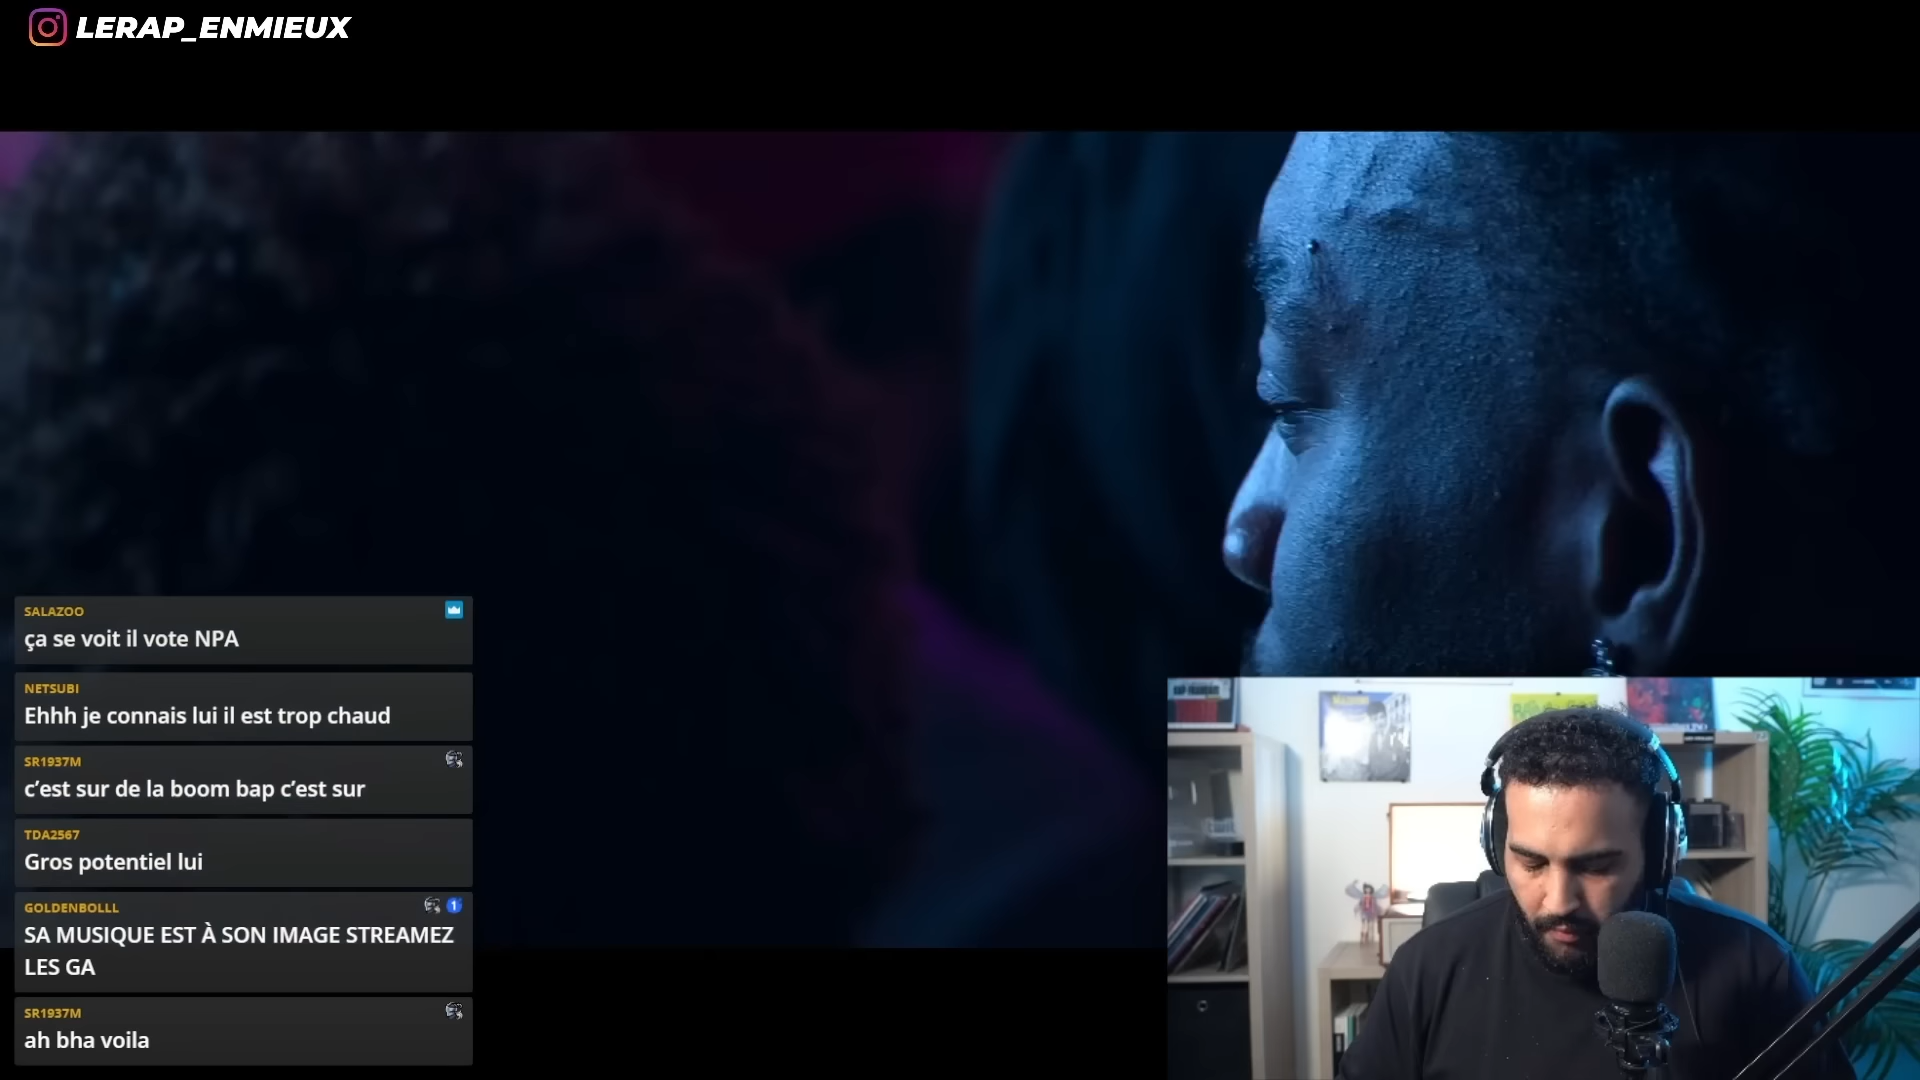 LERAP_ENMIEUX
SALAZOO
ça se voit il vote NPA
NETSUBI
Ehhh je connais lui il est trop chaud
SR1937M
c’est sur de la boom bap c’est sur
TDA2567
Gros potentiel lui
GOLDENBOLLL
1
SA MUSIQUE EST À SON IMAGE STREAMEZ
LES GA
SR1937M
ah bha voila